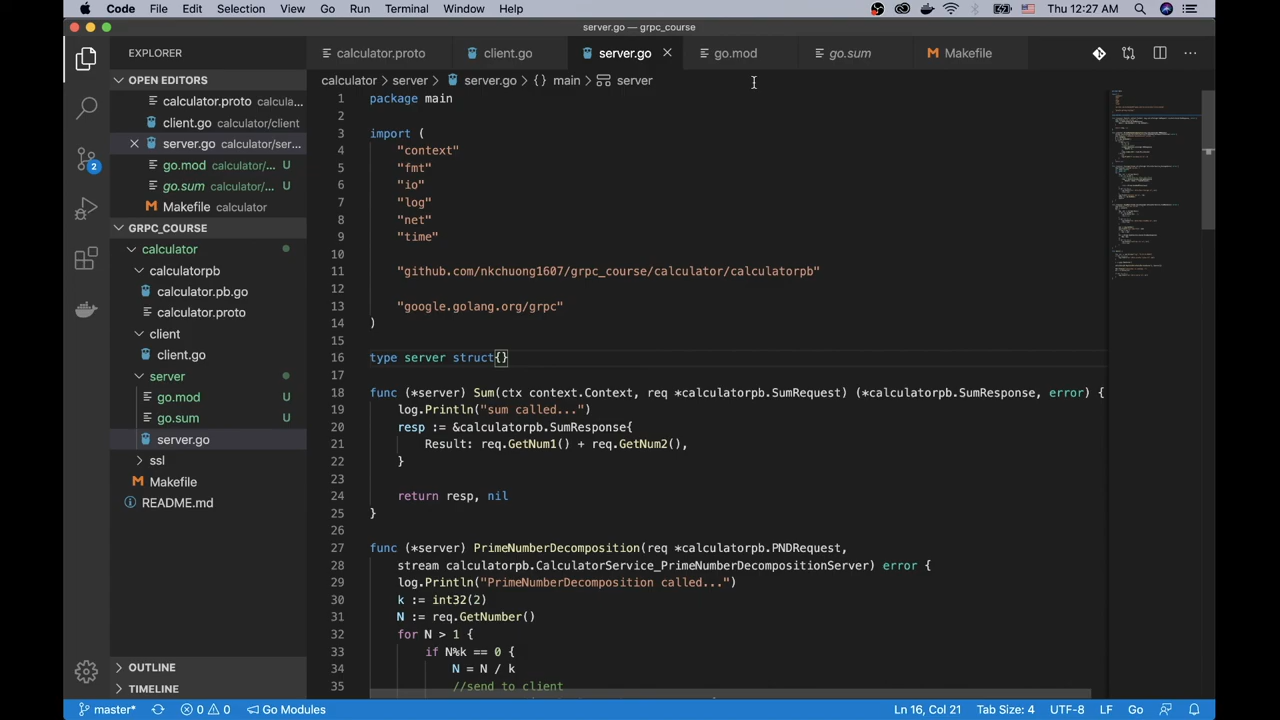 Code File Edit Selection View Go Run Terminal Window Help Thu 12:27 AM
server.go — grpc_course
EXPLORER
OPEN EDITORS
calculator.proto calcula...
client.go calculator/client
server.go calculator/ser...
go.mod calculator/... U
go.sum calculator/... U
Makefile calculator
GRPC_COURSE
calculator
calculatorpb
calculator.pb.go
calculator.proto
client
client.go
server
go.mod U
go.sum U
server.go
ssl
Makefile
README.md
OUTLINE
TIMELINE
2
calculator.proto client.go server.go go.mod go.sum Makefile
calculator > server > server.go > {} main > server
1 package main
2
3 import (
4 "context"
5 "fmt"
6 "io"
7 "log"
8 "net"
9 "time"
10
11 "github.com/nkchuong1607/grpc_course/calculator/calculatorpb"
12
13 "google.golang.org/grpc"
14 )
15
16 type server struct{}
17
18 func (*server) Sum(ctx context.Context, req *calculatorpb.SumRequest) (*calculatorpb.SumResponse, error) {
19 log.Println("sum called...")
20 resp := &calculatorpb.SumResponse{
21 Result: req.GetNum1() + req.GetNum2(),
22 }
23
24 return resp, nil
25 }
26
27 func (*server) PrimeNumberDecomposition(req *calculatorpb.PNDRequest,
28 stream calculatorpb.CalculatorService_PrimeNumberDecompositionServer) error {
29 log.Println("PrimeNumberDecomposition called...")
30 k := int32(2)
31 N := req.GetNumber()
32 for N > 1 {
33 if N%k == 0 {
34 N = N / k
35 //send to client
master* 0 0 Go Modules Ln 16, Col 21 Tab Size: 4 UTF-8 LF Go